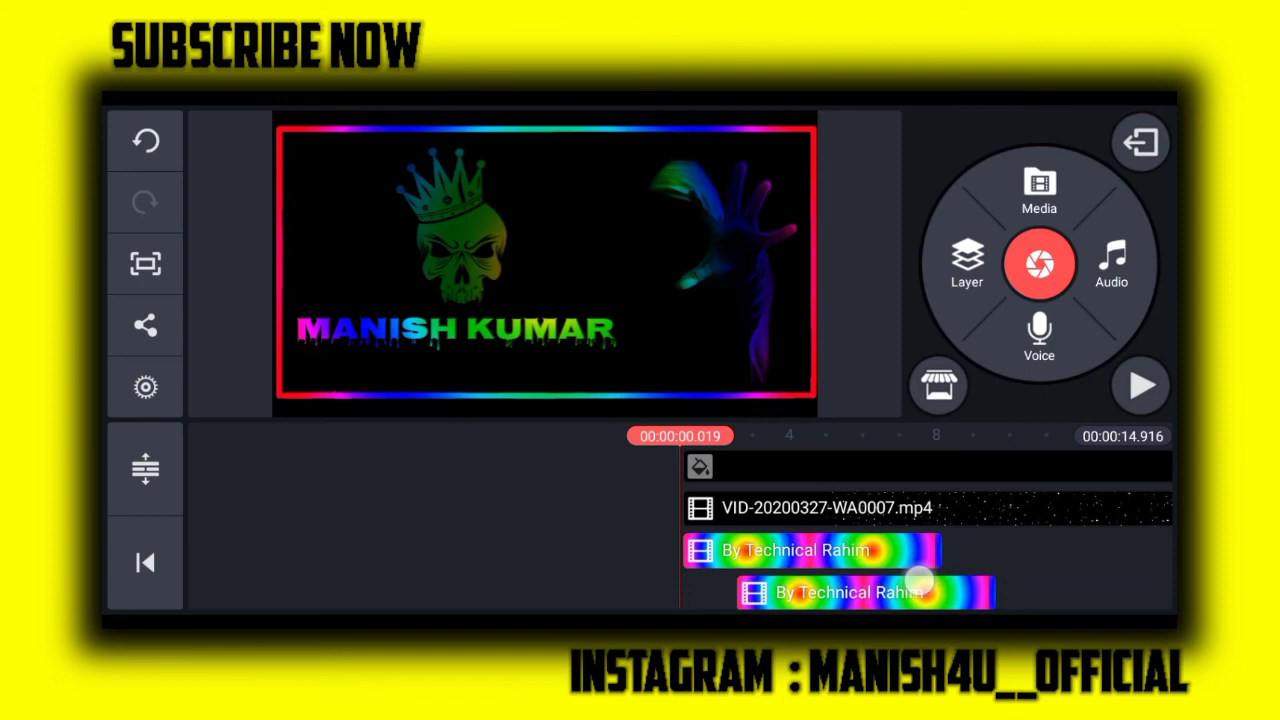 SUBSCRIBE NOW
Media
Layer
Audio
Voice
MANISH KUMAR
00:00:00.019
4
8
00:00:14.916
VID-20200327-WA0007.mp4
By Technical Rahim
By Technical Rahim
INSTAGRAM : MANISH4U__OFFICIAL